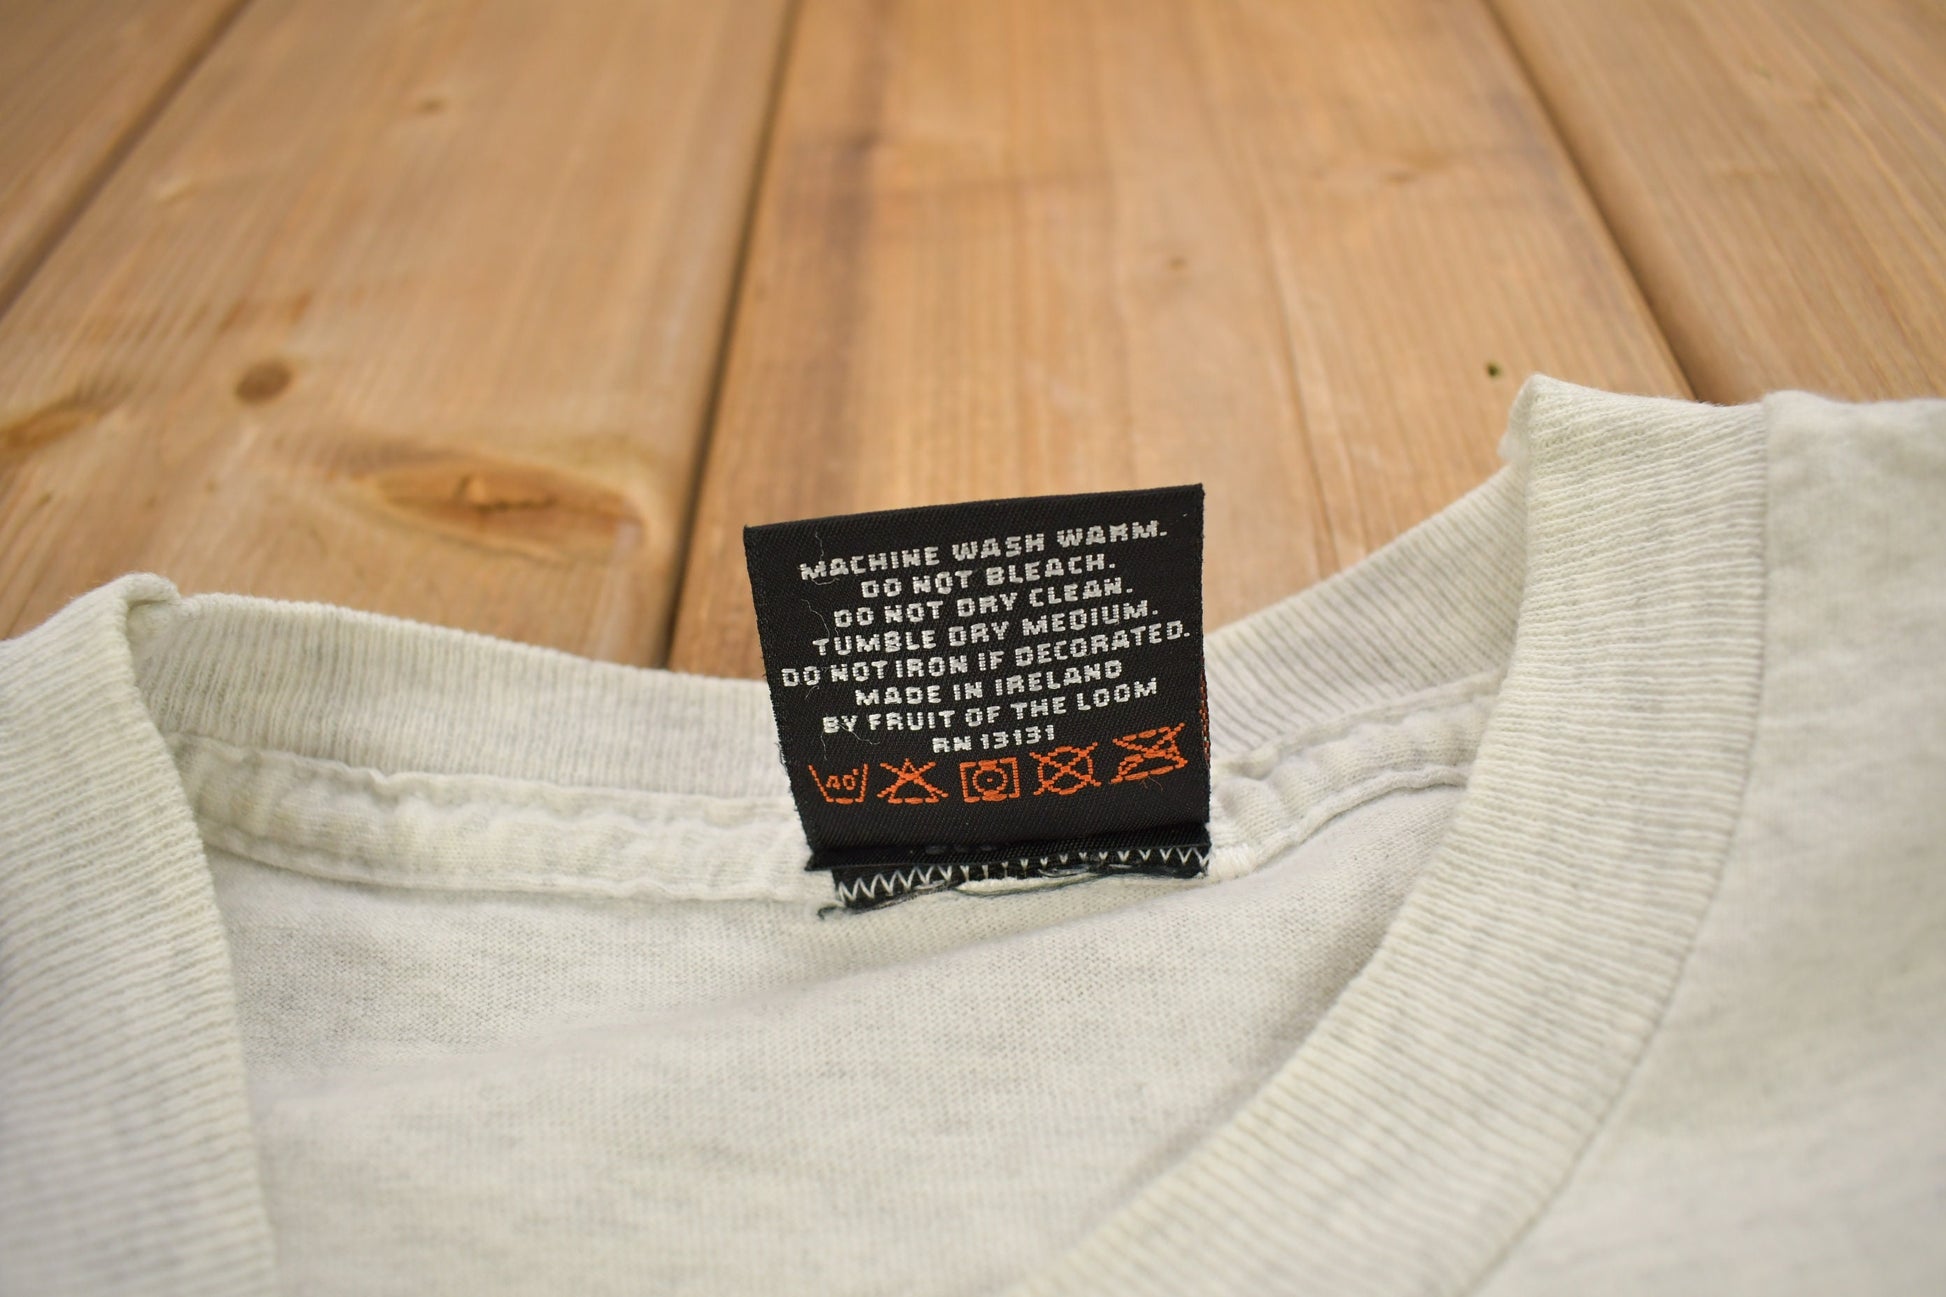 MACHINE WASH WARM.
DO NOT BLEACH.
DO NOT DRY CLEAN.
TUMBLE DRY MEDIUM.
DO NOT IRON IF DECORATED.
MADE IN IRELAND
BY FRUIT OF THE LOOM
RN 13131
40°